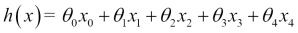 h(x) = θ₀x₀ + θ₁x₁ + θ₂x₂ + θ₃x₃ + θ₄x₄